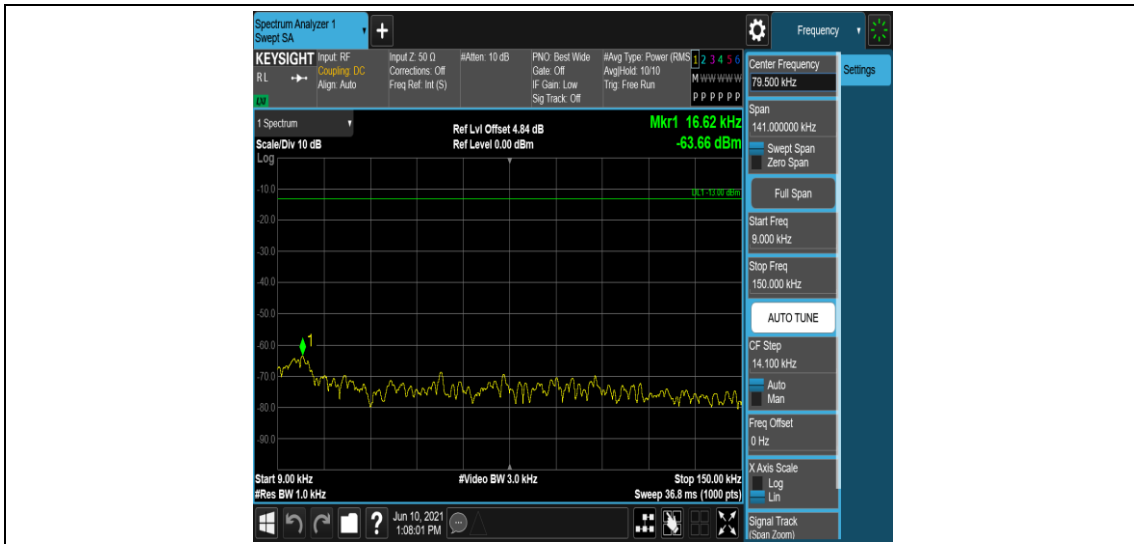 Spectrum Analyzer 1
Swept SA
+
Frequency
KEYSIGHT
RL
LXI
Input: RF
Coupling: DC
Align: Auto
Input Z: 50 Ω
Corrections: Off
Freq Ref: Int (S)
#Atten: 10 dB
PNO: Best Wide
Gate: Off
IF Gain: Low
Sig Track: Off
#Avg Type: Power (RMS
Avg|Hold: 10/10
Trig: Free Run
1 2 3 4 5 6
M W W W W W
P P P P P P
1 Spectrum
Scale/Div 10 dB
Log
Ref Lvl Offset 4.84 dB
Ref Level 0.00 dBm
Mkr1 16.62 kHz
-63.66 dBm
DL1 -13.00 dBm
-10.0
-20.0
-30.0
-40.0
-50.0
-60.0
-70.0
-80.0
-90.0
1
Start 9.00 kHz
#Res BW 1.0 kHz
#Video BW 3.0 kHz
Stop 150.00 kHz
Sweep 36.8 ms (1000 pts)
?
Jun 10, 2021
1:08:01 PM
Center Frequency
79.500 kHz
Span
141.000000 kHz
Swept Span
Zero Span
Full Span
Start Freq
9.000 kHz
Stop Freq
150.000 kHz
AUTO TUNE
CF Step
14.100 kHz
Auto
Man
Freq Offset
0 Hz
X Axis Scale
Log
Lin
Signal Track
(Span Zoom)
Settings